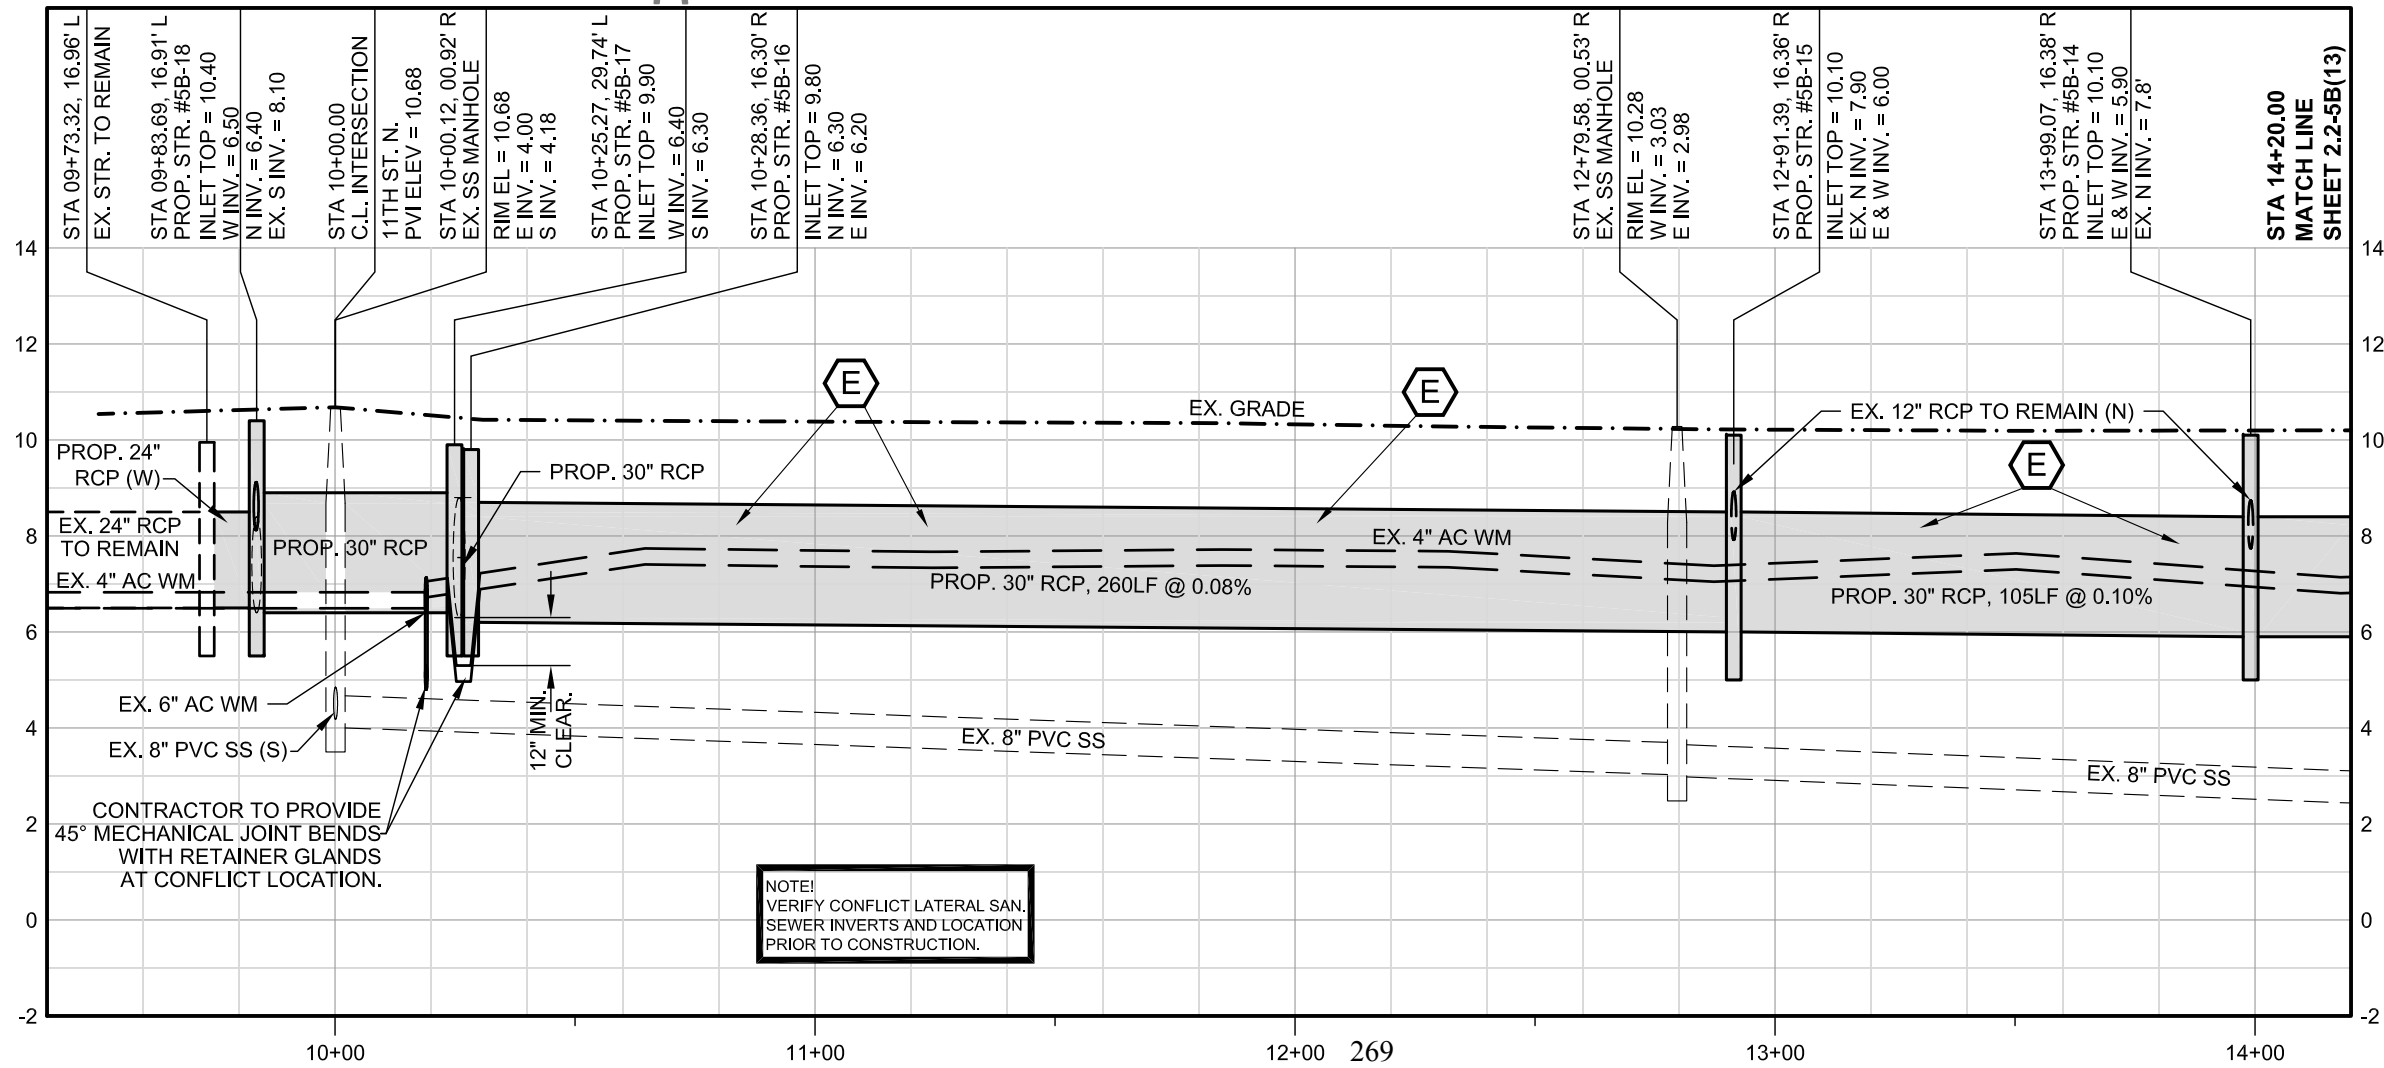 STA 09+73.32, 16.96' L
EX. STR. TO REMAIN
STA 09+83.69, 16.91' L
PROP. STR. #5B-18
INLET TOP = 10.40
W INV. = 6.50
N INV. = 6.40
EX. S INV. = 8.10
STA 10+00.00
C.L. INTERSECTION
11TH ST. N.
PVI ELEV = 10.68
STA 10+00.12, 00.92' R
EX. SS MANHOLE
RIM EL = 10.68
E INV. = 4.00
S INV. = 4.18
STA 10+25.27, 29.74' L
PROP. STR. #5B-17
INLET TOP = 9.90
W INV. = 6.40
S INV. = 6.30
STA 10+28.36, 16.30' R
PROP. STR. #5B-16
INLET TOP = 9.80
N INV. = 6.30
E INV. = 6.20
STA 12+79.58, 00.53' R
EX. SS MANHOLE
RIM EL = 10.28
W INV. = 3.03
E INV. = 2.98
STA 12+91.39, 16.36' R
PROP. STR. #5B-15
INLET TOP = 10.10
EX. N INV. = 7.90
E & W INV. = 6.00
STA 13+99.07, 16.38' R
PROP. STR. #5B-14
INLET TOP = 10.10
E & W INV. = 5.90
EX. N INV. = 7.8'
STA 14+20.00
MATCH LINE
SHEET 2.2-5B(13)
14
14
12
12
E
E
EX. GRADE
EX. 12" RCP TO REMAIN (N)
10
10
PROP. 24"
RCP (W)
PROP. 30" RCP
E
EX. 24" RCP
TO REMAIN
PROP. 30" RCP
EX. 4" AC WM
8
8
EX. 4" AC WM
PROP. 30" RCP, 260LF @ 0.08%
PROP. 30" RCP, 105LF @ 0.10%
6
6
EX. 6" AC WM
12" MIN.
CLEAR.
EX. 8" PVC SS (S)
EX. 8" PVC SS
EX. 8" PVC SS
4
4
CONTRACTOR TO PROVIDE
45° MECHANICAL JOINT BENDS
WITH RETAINER GLANDS
AT CONFLICT LOCATION.
2
2
NOTE!
VERIFY CONFLICT LATERAL SAN.
SEWER INVERTS AND LOCATION
PRIOR TO CONSTRUCTION.
0
0
-2
-2
10+00
11+00
12+00
269
13+00
14+00